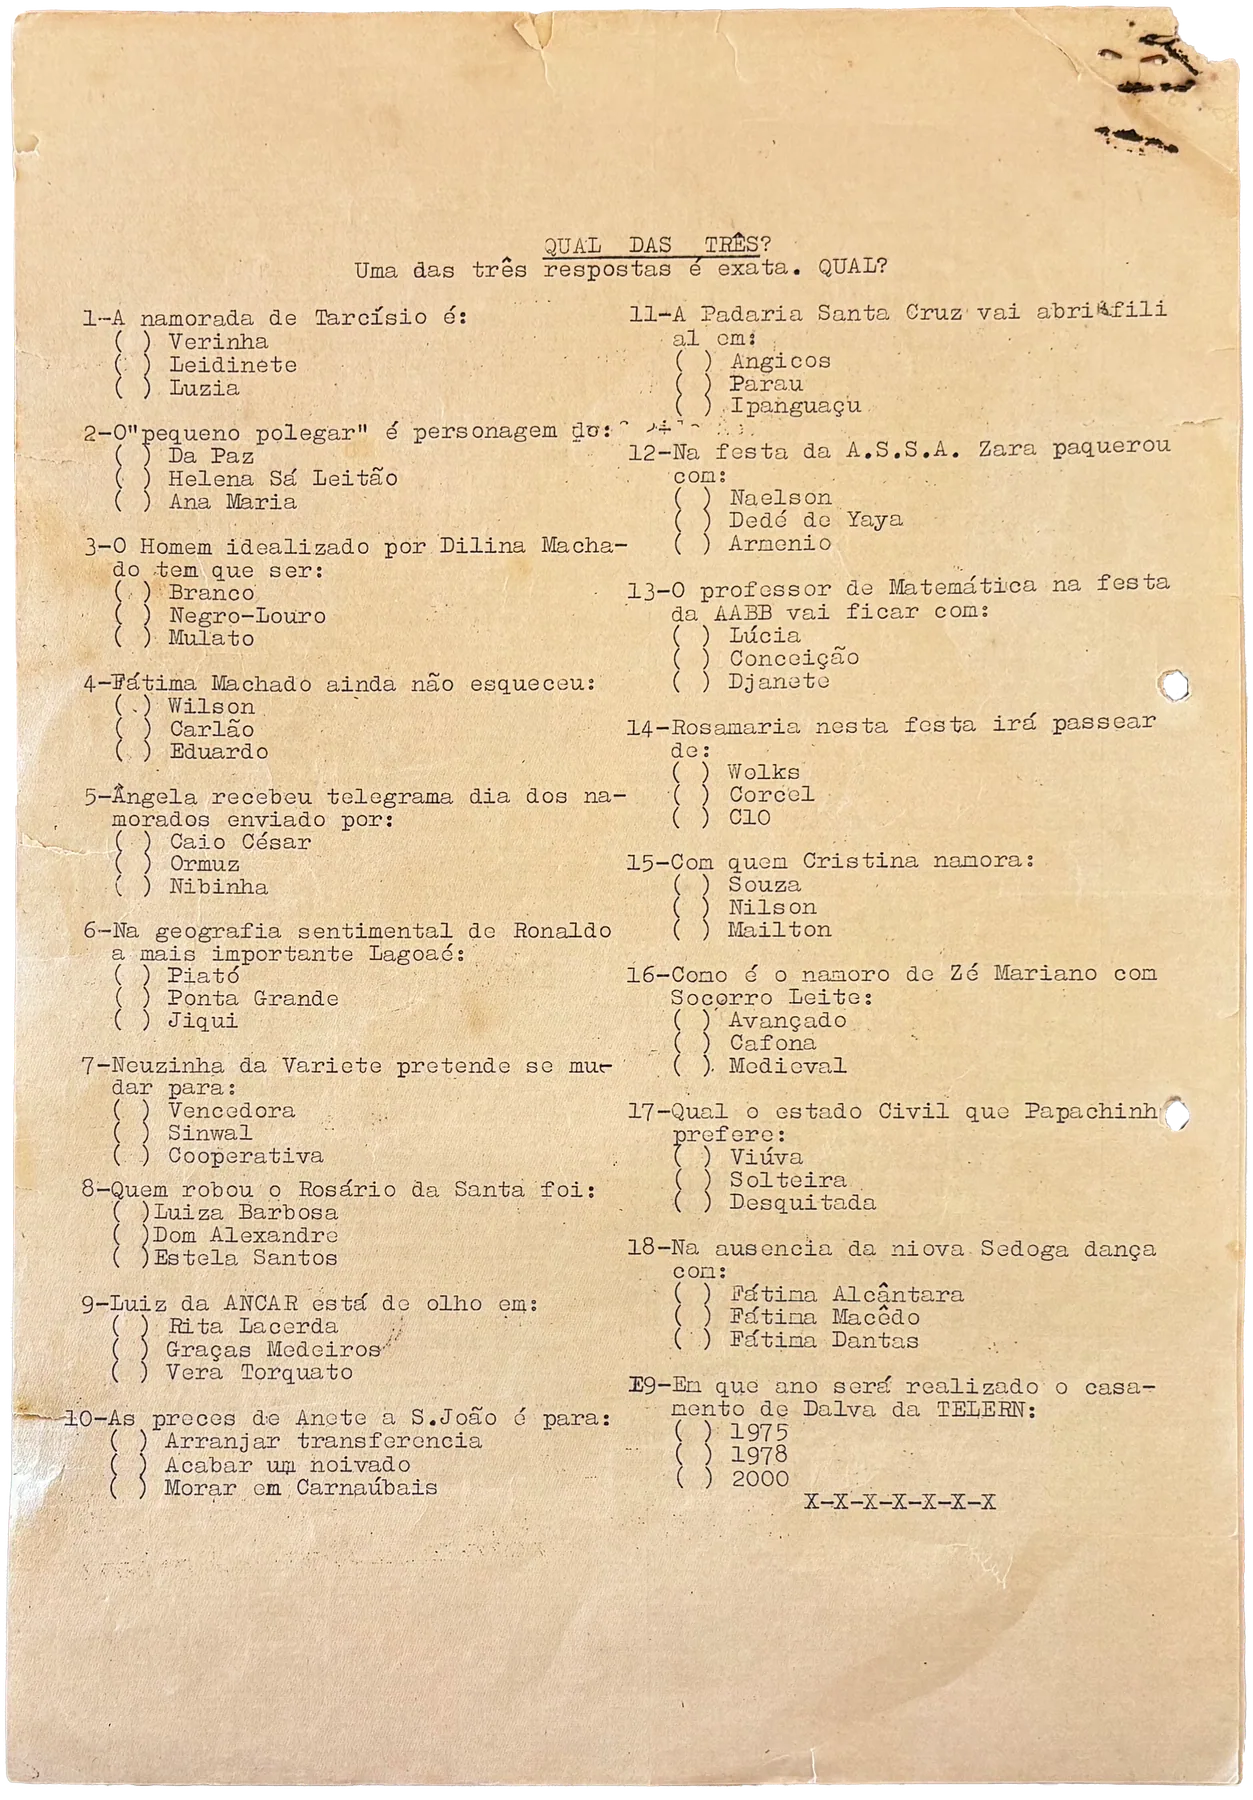 QUAL DAS TRÊS?
Uma das três respostas é exata. QUAL?
1-A namorada de Tarcísio é:
( ) Verinha
( ) Leidinete
( ) Luzia
2-O"pequeno polegar" é personagem do:
( ) Da Paz
( ) Helena Sá Leitão
( ) Ana Maria
3-O Homem idealizado por Dilina Macha-
do tem que ser:
( ) Branco
( ) Negro-Louro
( ) Mulato
4-Fátima Machado ainda não esqueceu:
( ) Wilson
( ) Carlão
( ) Eduardo
5-Ângela recebeu telegrama dia dos na-
morados enviado por:
( ) Caio César
( ) Ormuz
( ) Nibinha
6-Na geografia sentimental de Ronaldo
a mais importante Lagoaé:
( ) Piató
( ) Ponta Grande
( ) Jiqui
7-Neuzinha da Variete pretende se mu-
dar para:
( ) Vencedora
( ) Sinwal
( ) Cooperativa
8-Quem robou o Rosário da Santa foi:
( )Luiza Barbosa
( )Dom Alexandre
( )Estela Santos
9-Luiz da ANCAR está de olho em:
( ) Rita Lacerda
( ) Graças Medeiros
( ) Vera Torquato
10-As preces de Anete a S.João é para:
( ) Arranjar transferencia
( ) Acabar um noivado
( ) Morar em Carnaúbais
11-A Padaria Santa Cruz vai abrir fili
al em:
( ) Angicos
( ) Parau
( ) Ipanguaçu
12-Na festa da A.S.S.A. Zara paquerou
com:
( ) Naelson
( ) Dedé de Yaya
( ) Armenio
13-O professor de Matemática na festa
da AABB vai ficar com:
( ) Lúcia
( ) Conceição
( ) Djanete
14-Rosamaria nesta festa irá passear
de:
( ) Wolks
( ) Corcel
( ) C10
15-Com quem Cristina namora:
( ) Souza
( ) Nilson
( ) Mailton
16-Como é o namoro de Zé Mariano com
Socorro Leite:
( ) Avançado
( ) Cafona
( ) Medieval
17-Qual o estado Civil que Papachinh
prefere:
( ) Viúva
( ) Solteira
( ) Desquitada
18-Na ausencia da niova Sedoga dança
com:
( ) Fátima Alcântara
( ) Fátima Macêdo
( ) Fátima Dantas
E9-Em que ano será realizado o casa-
mento de Dalva da TELERN:
( ) 1975
( ) 1978
( ) 2000
X-X-X-X-X-X-X